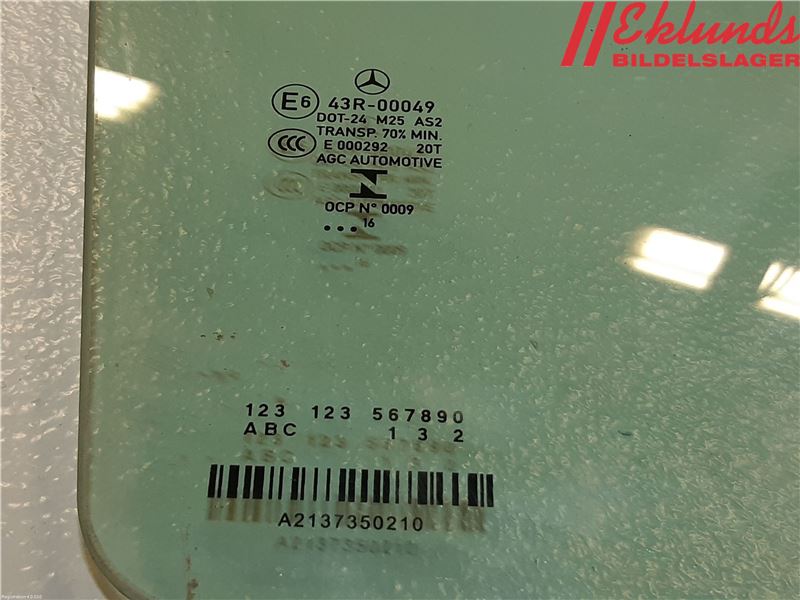 Eklunds
BILDELSLAGER
E6 43R-00049
DOT-24 M25 AS2
TRANSP. 70% MIN.
CCC E 000292 20T
AGC AUTOMOTIVE
N
OCP N° 0009
... 16
123 123 567890
ABC 1 3 2
A2137350210